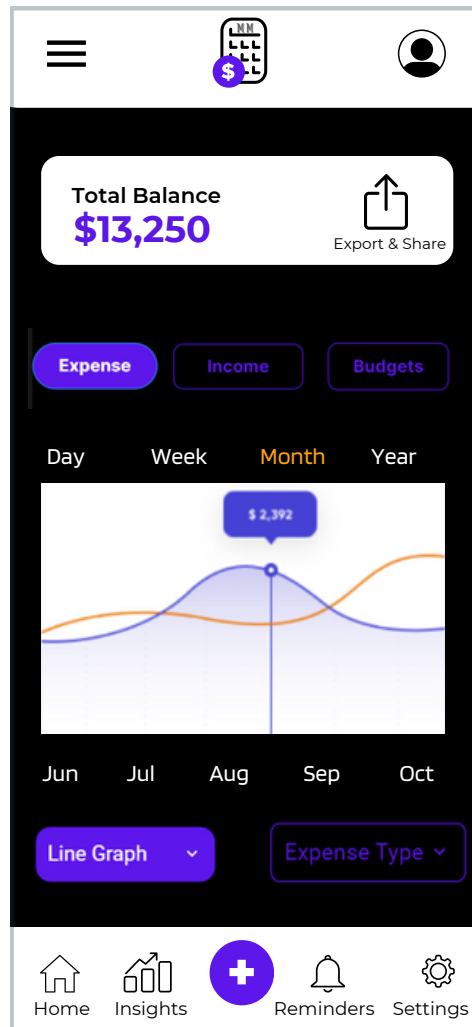 MM
$
Total Balance
$13,250
Export & Share
Expense Income Budgets
Day Week Month Year
$ 2,392
Jun Jul Aug Sep Oct
Line Graph Expense Type
Home Insights Reminders Settings